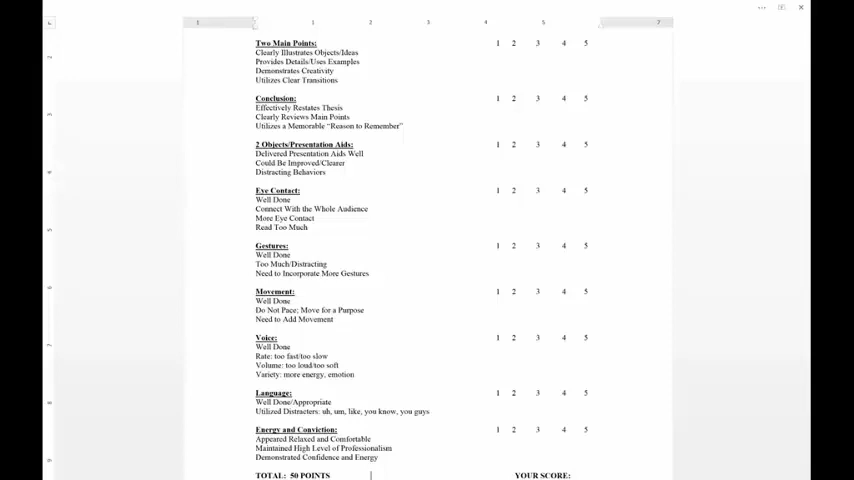 Two Main Points: 1 2 3 4 5
Clearly Illustrates Objects/Ideas
Provides Details/Uses Examples
Demonstrates Creativity
Utilizes Clear Transitions
Conclusion: 1 2 3 4 5
Effectively Restates Thesis
Clearly Reviews Main Points
Utilizes a Memorable “Reason to Remember”
2 Objects/Presentation Aids: 1 2 3 4 5
Delivered Presentation Aids Well
Could Be Improved/Clearer
Distracting Behaviors
Eye Contact: 1 2 3 4 5
Well Done
Connect With the Whole Audience
More Eye Contact
Read Too Much
Gestures: 1 2 3 4 5
Well Done
Too Much/Distracting
Need to Incorporate More Gestures
Movement: 1 2 3 4 5
Well Done
Do Not Pace; Move for a Purpose
Need to Add Movement
Voice: 1 2 3 4 5
Well Done
Rate: too fast/too slow
Volume: too loud/too soft
Variety: more energy, emotion
Language: 1 2 3 4 5
Well Done/Appropriate
Utilized Distracters: uh, um, like, you know, you guys
Energy and Conviction: 1 2 3 4 5
Appeared Relaxed and Comfortable
Maintained High Level of Professionalism
Demonstrated Confidence and Energy
TOTAL: 50 POINTS YOUR SCORE: